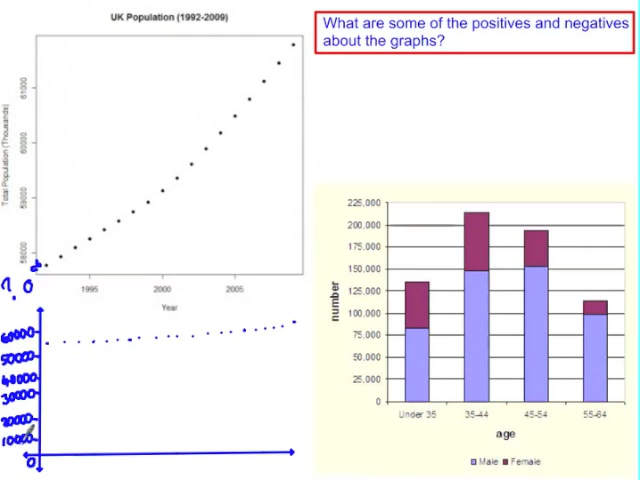 UK Population (1992-2009)
Total Population (Thousands)
61000
60000
59000
58000
1995
2000
2005
Year
60000
50000
40000
30000
20000
10000
0
What are some of the positives and negatives
about the graphs?
225,000
200,000
175,000
150,000
125,000
100,000
75,000
50,000
25,000
0
number
Under 35
35-44
45-54
55-64
age
Male
Female